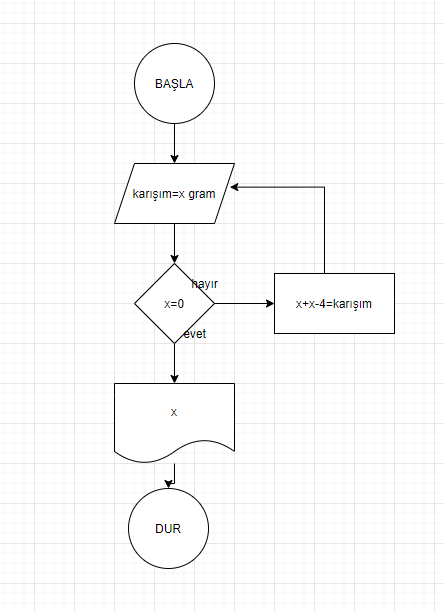 BAŞLA
karışım=x gram
hayır
x=0
x+x-4=karışım
evet
x
DUR